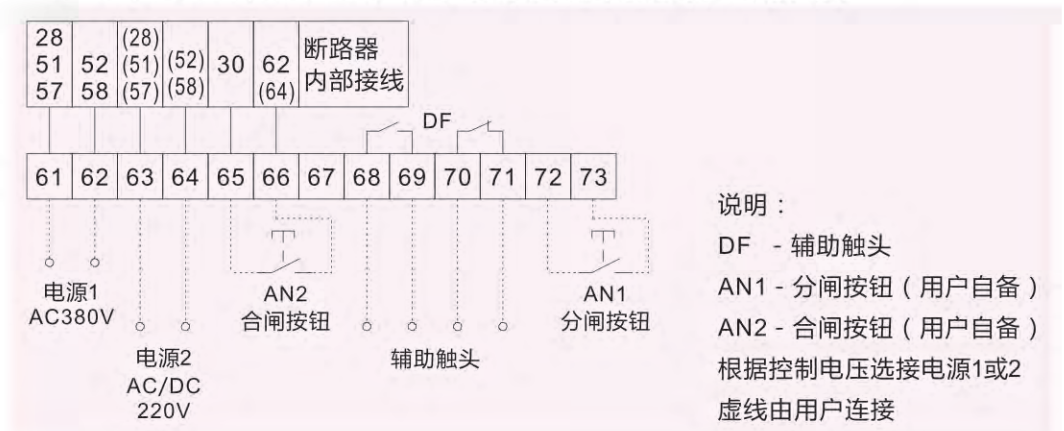 28
51
57
52
58
(28)
(51)
(57)
(52)
(58)
30
62
(64)
断路器
内部接线
DF
61 62 63 64 65 66 67 68 69 70 71 72 73
电源1
AC380V
电源2
AC/DC
220V
AN2
合闸按钮
辅助触头
AN1
分闸按钮
说明：
DF - 辅助触头
AN1 - 分闸按钮（用户自备）
AN2 - 合闸按钮（用户自备）
根据控制电压选接电源1或2
虚线由用户连接